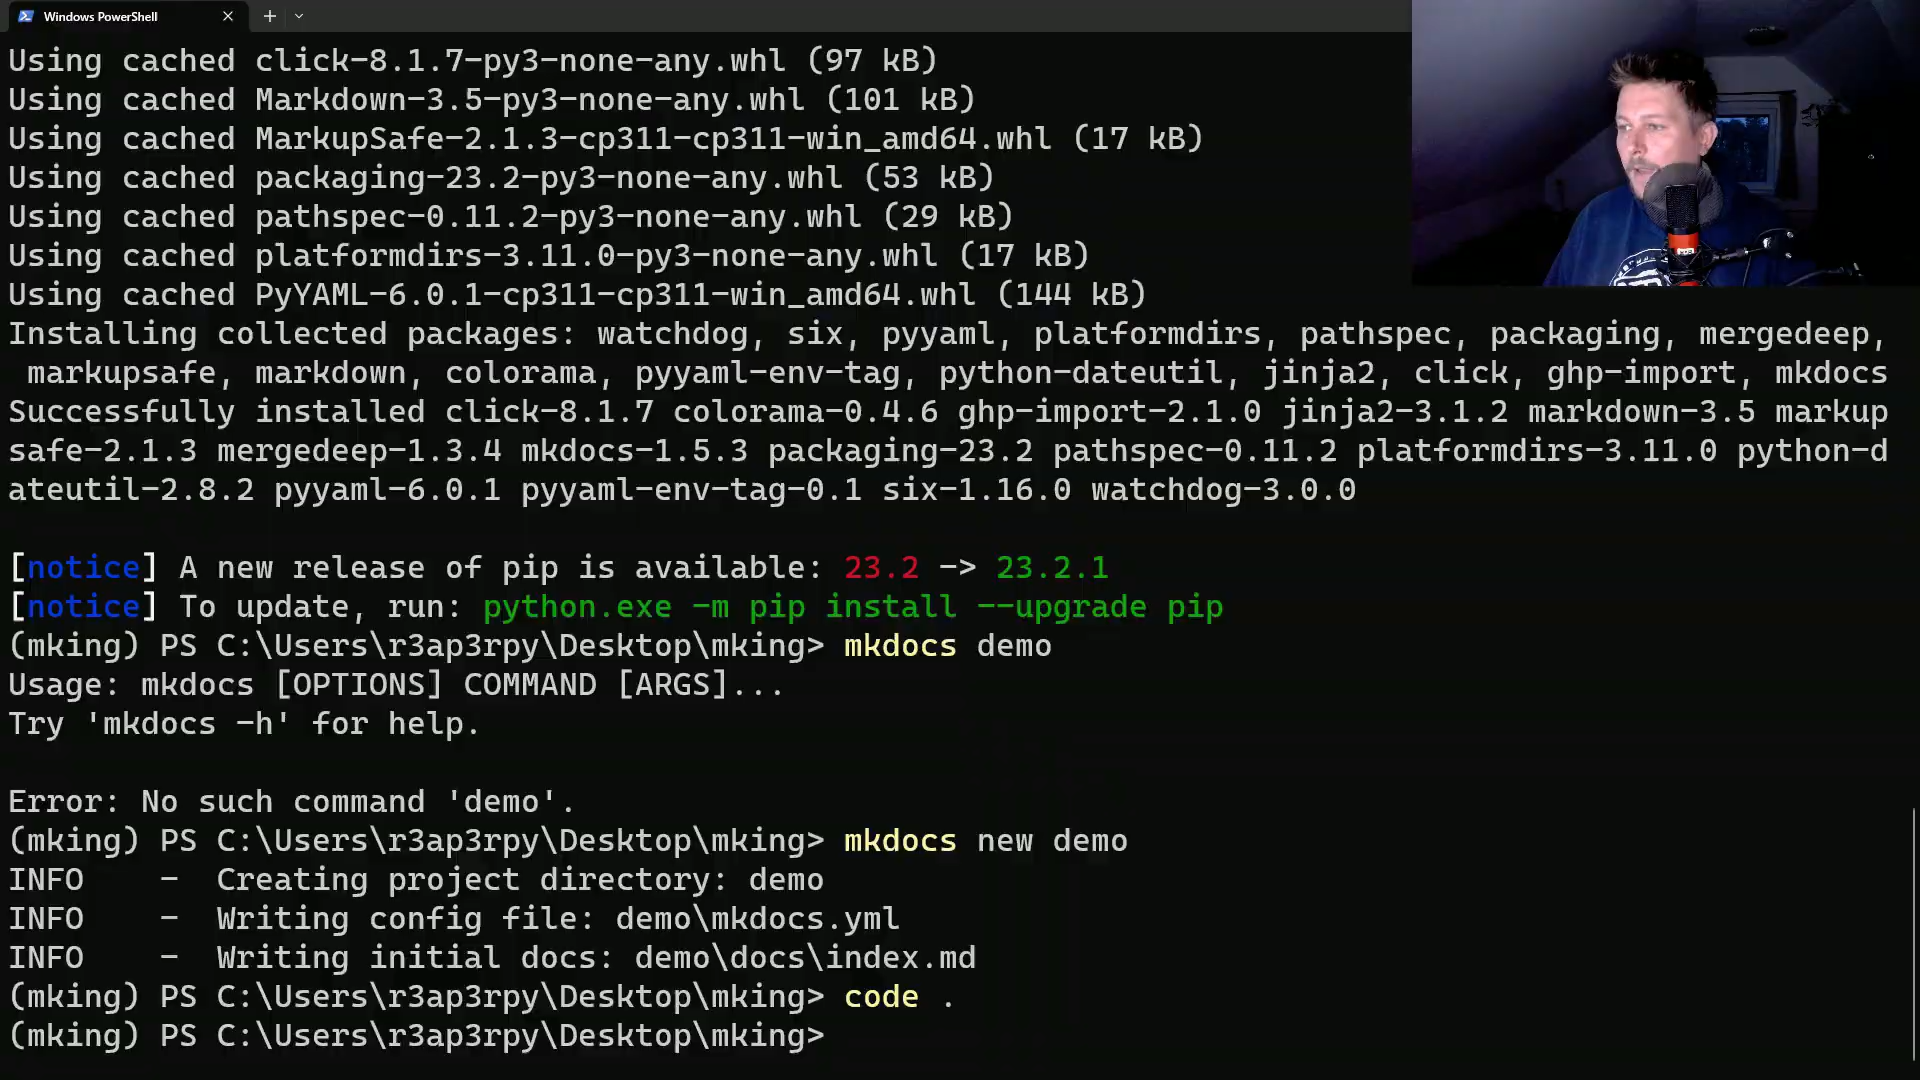 Windows PowerShell
Using cached click-8.1.7-py3-none-any.whl (97 kB)
Using cached Markdown-3.5-py3-none-any.whl (101 kB)
Using cached MarkupSafe-2.1.3-cp311-cp311-win_amd64.whl (17 kB)
Using cached packaging-23.2-py3-none-any.whl (53 kB)
Using cached pathspec-0.11.2-py3-none-any.whl (29 kB)
Using cached platformdirs-3.11.0-py3-none-any.whl (17 kB)
Using cached PyYAML-6.0.1-cp311-cp311-win_amd64.whl (144 kB)
Installing collected packages: watchdog, six, pyyaml, platformdirs, pathspec, packaging, mergedeep,
 markupsafe, markdown, colorama, pyyaml-env-tag, python-dateutil, jinja2, click, ghp-import, mkdocs
Successfully installed click-8.1.7 colorama-0.4.6 ghp-import-2.1.0 jinja2-3.1.2 markdown-3.5 markup
safe-2.1.3 mergedeep-1.3.4 mkdocs-1.5.3 packaging-23.2 pathspec-0.11.2 platformdirs-3.11.0 python-d
ateutil-2.8.2 pyyaml-6.0.1 pyyaml-env-tag-0.1 six-1.16.0 watchdog-3.0.0
[notice] A new release of pip is available: 23.2 -> 23.2.1
[notice] To update, run: python.exe -m pip install --upgrade pip
(mking) PS C:\Users\r3ap3rpy\Desktop\mking> mkdocs demo
Usage: mkdocs [OPTIONS] COMMAND [ARGS]...
Try 'mkdocs -h' for help.
Error: No such command 'demo'.
(mking) PS C:\Users\r3ap3rpy\Desktop\mking> mkdocs new demo
INFO    -  Creating project directory: demo
INFO    -  Writing config file: demo\mkdocs.yml
INFO    -  Writing initial docs: demo\docs\index.md
(mking) PS C:\Users\r3ap3rpy\Desktop\mking> code .
(mking) PS C:\Users\r3ap3rpy\Desktop\mking>